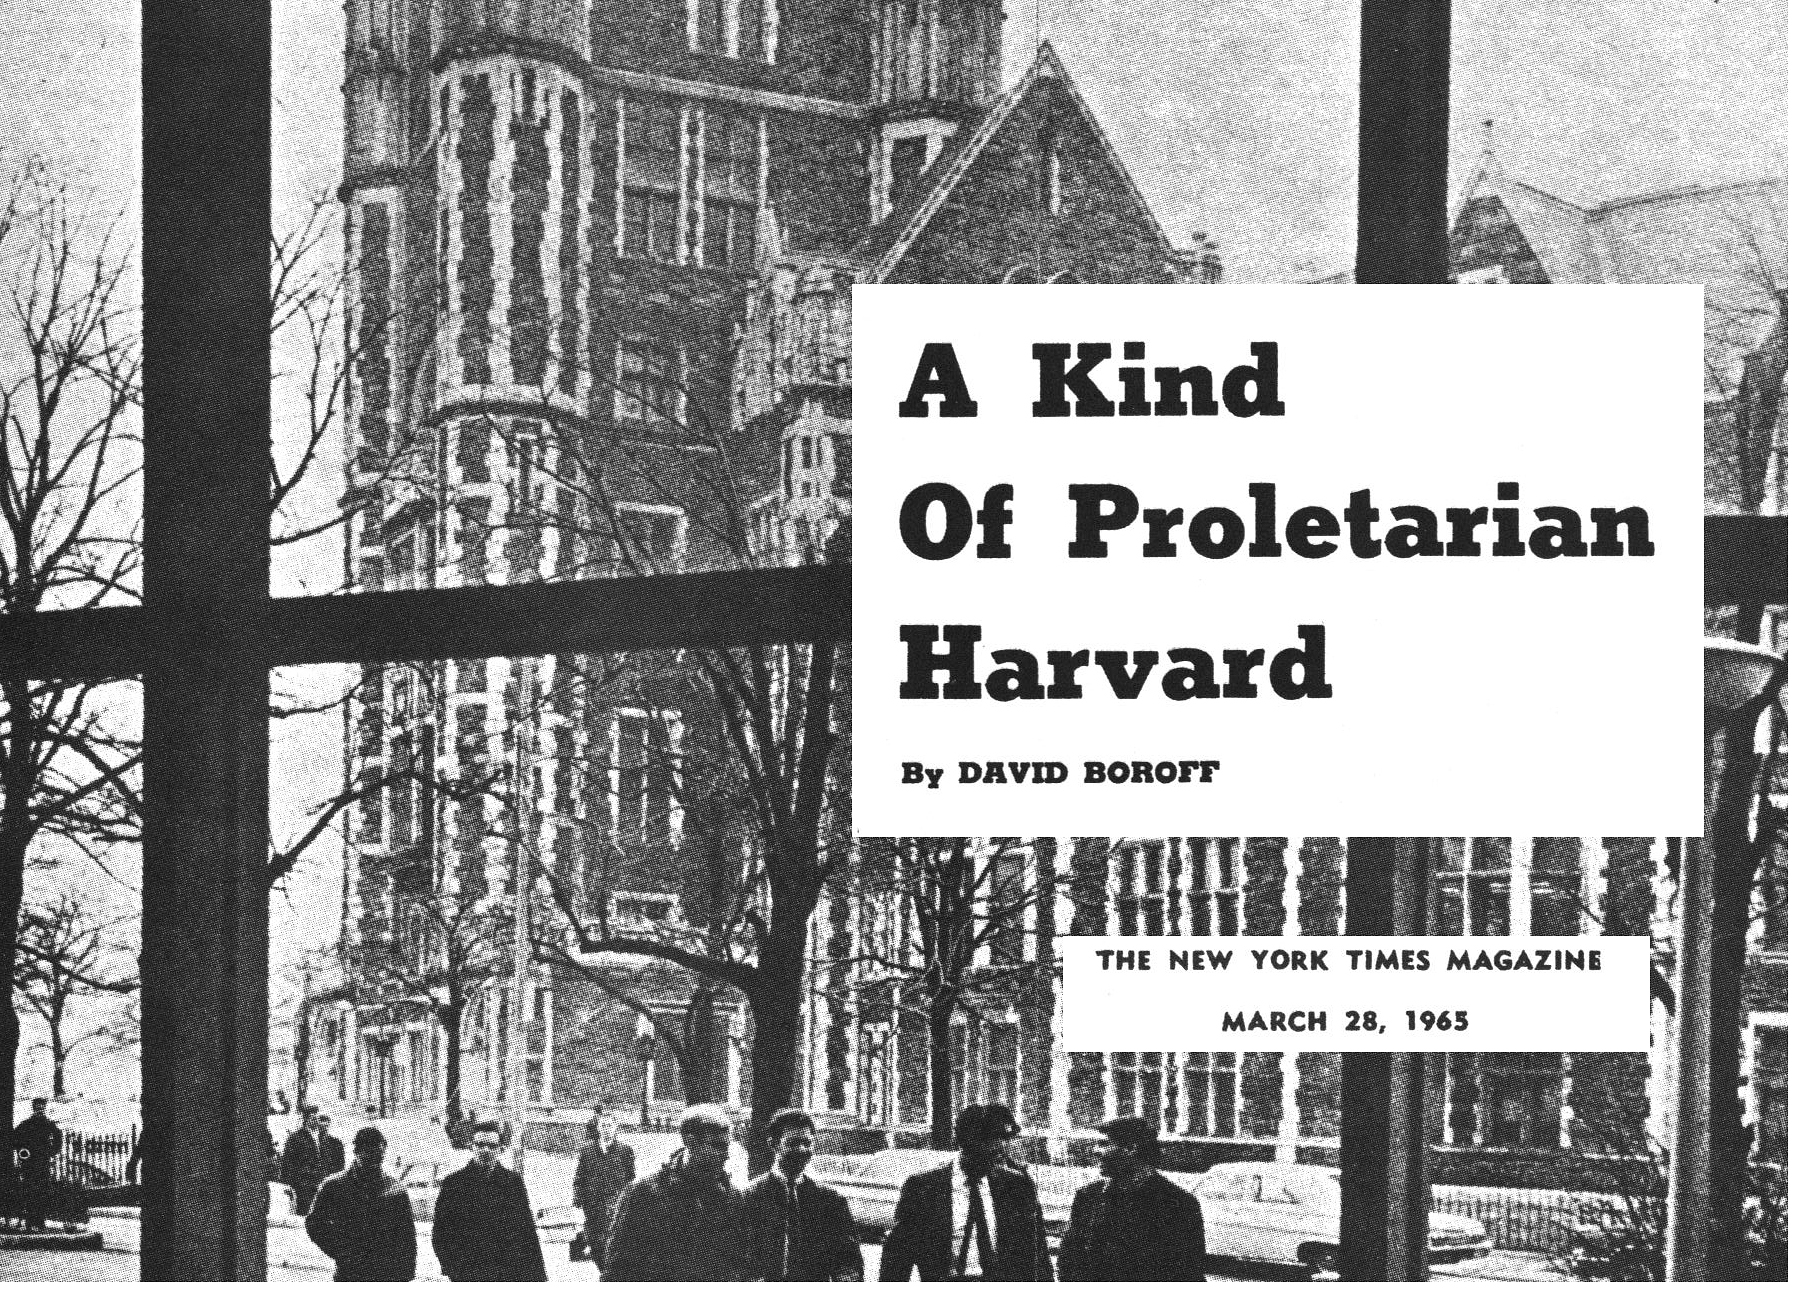 A Kind
Of Proletarian
Harvard
By DAVID BOROFF
THE NEW YORK TIMES MAGAZINE
MARCH 28, 1965